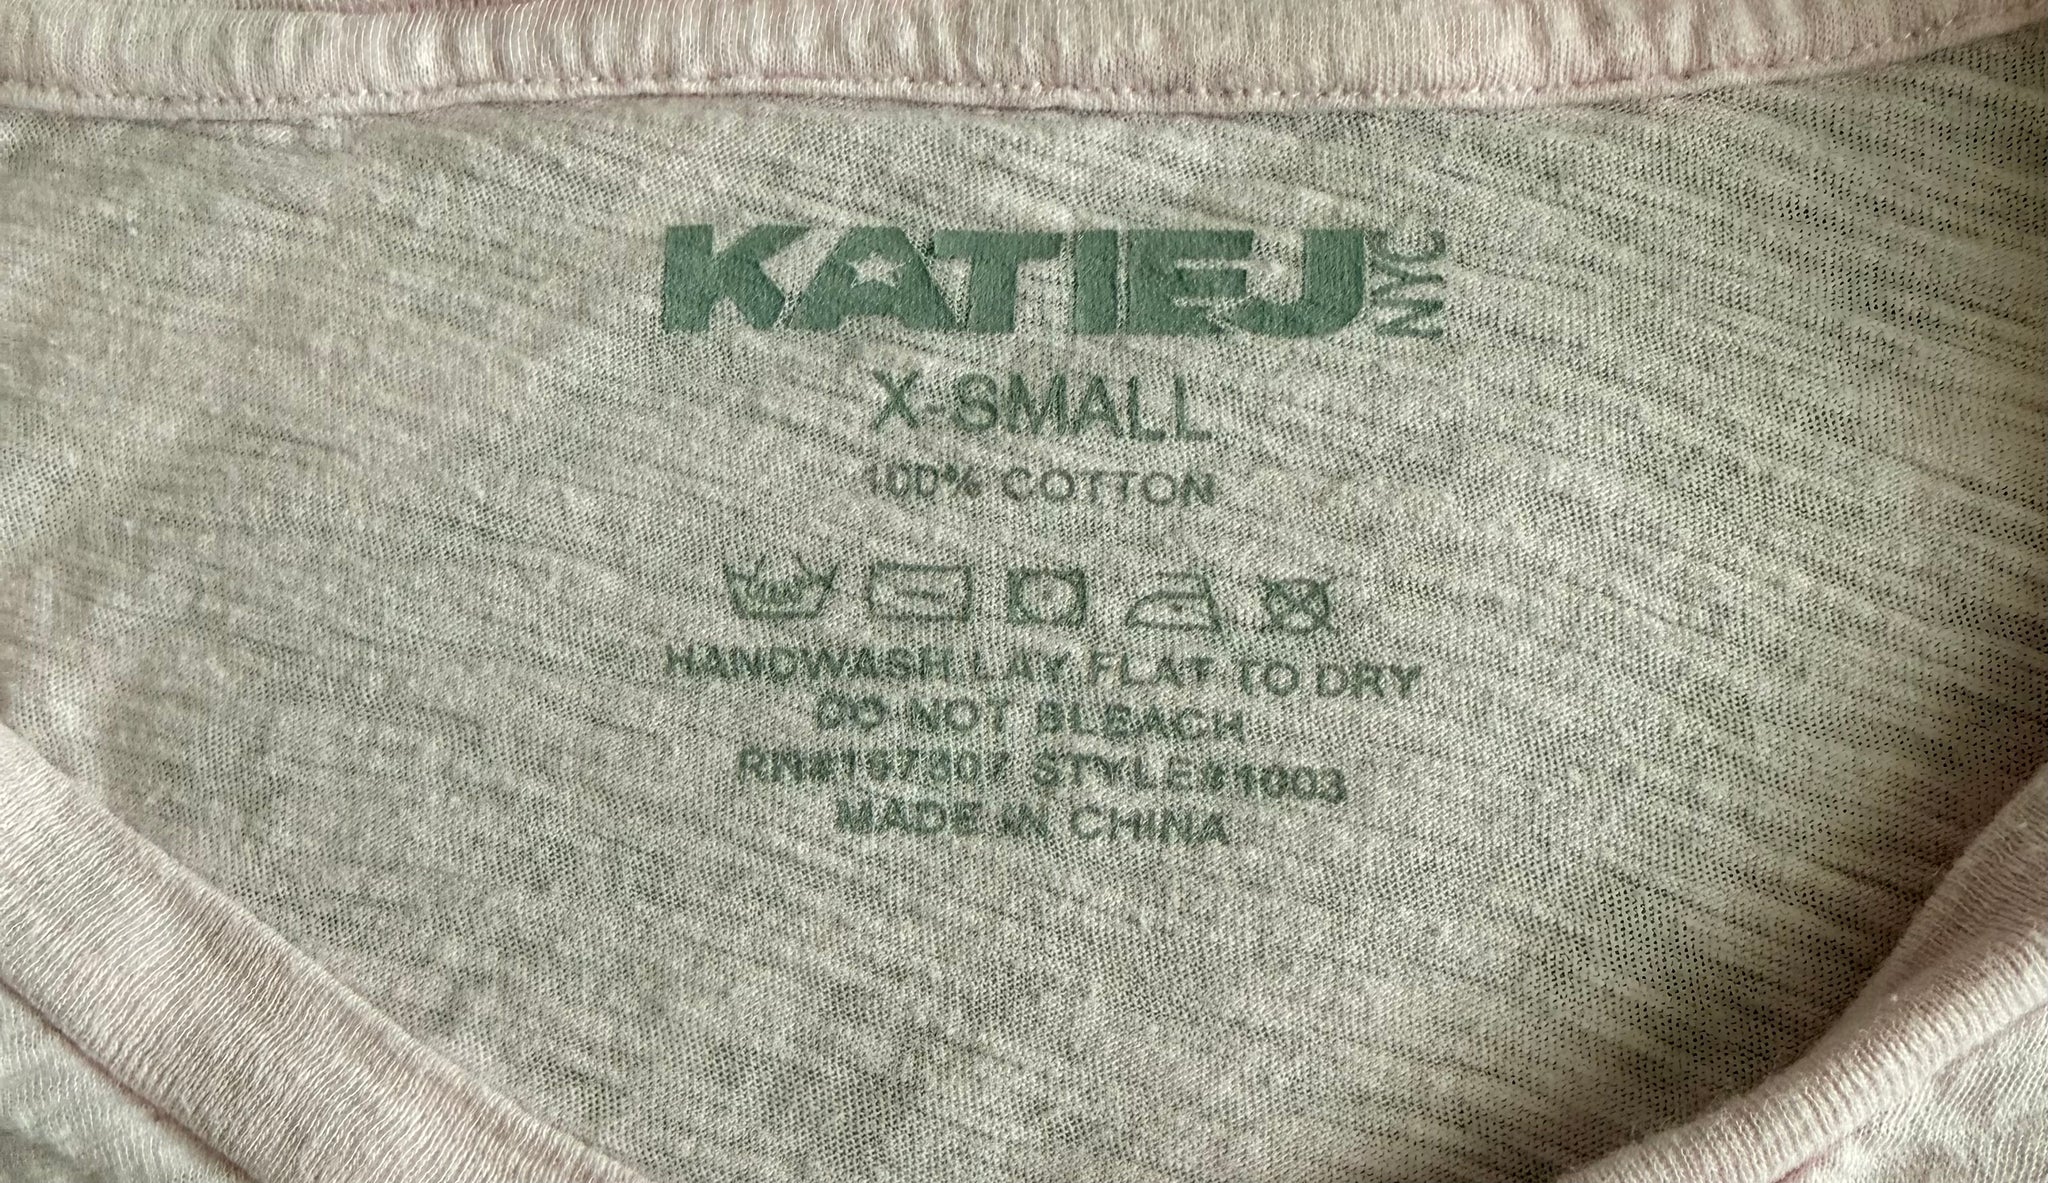 KATIEJ NYC
X-SMALL
100% COTTON
HANDWASH LAY FLAT TO DRY
DO NOT BLEACH
STYLE#1003
MADE IN CHINA